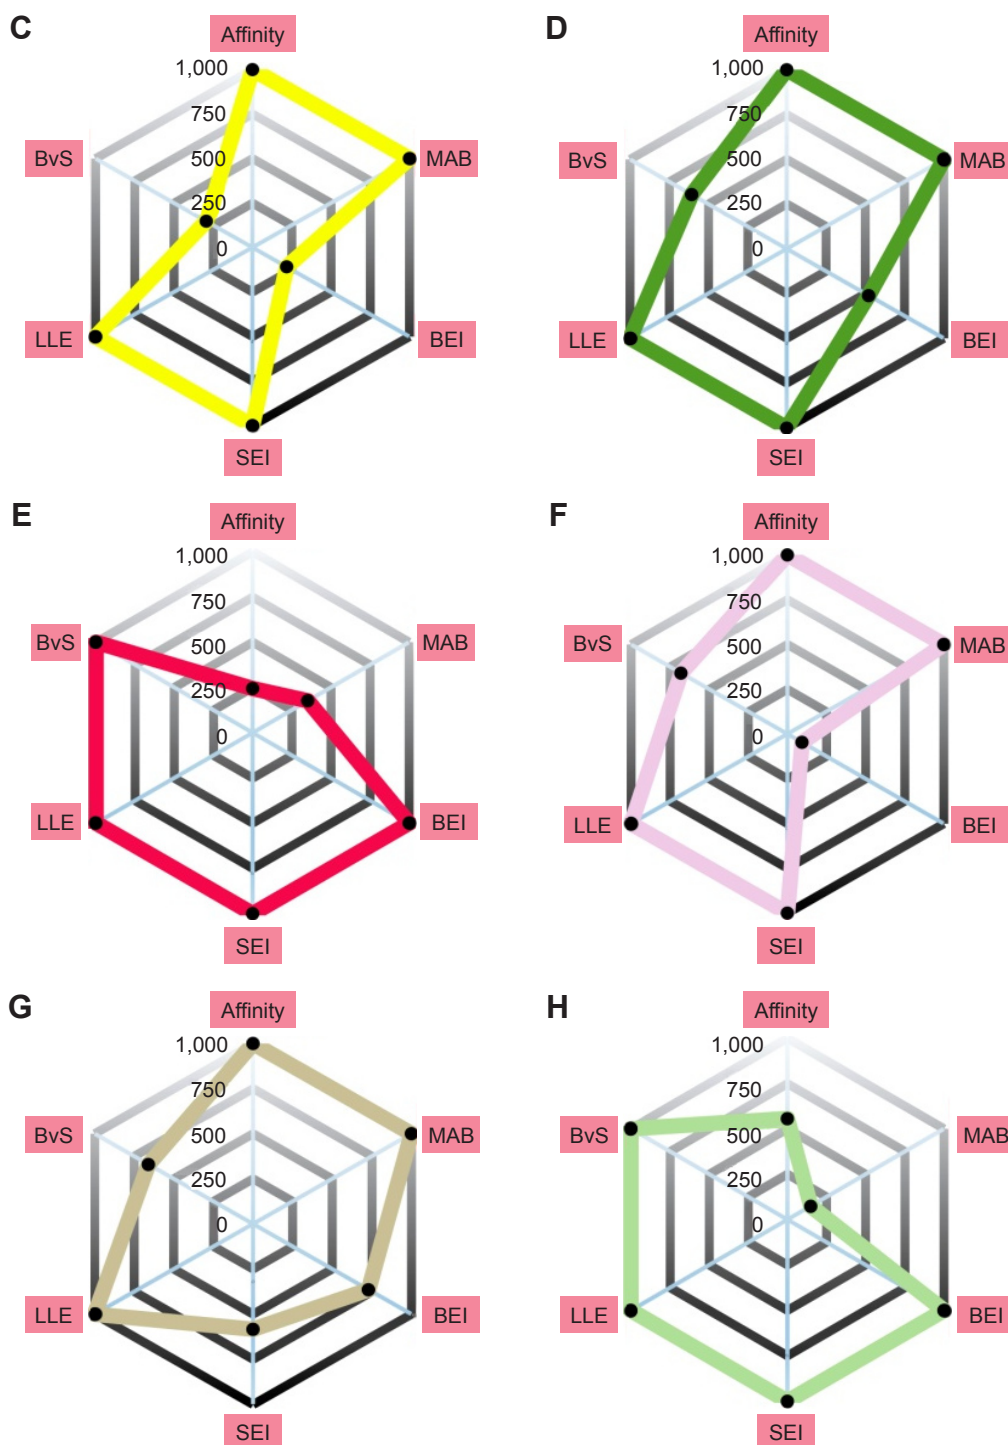 C
Affinity
1,000
750
500
250
0
BvS
MAB
LLE
BEI
SEI
D
Affinity
1,000
750
500
250
0
BvS
MAB
LLE
BEI
SEI
E
Affinity
1,000
750
500
250
0
BvS
MAB
LLE
BEI
SEI
F
Affinity
1,000
750
500
250
0
BvS
MAB
LLE
BEI
SEI
G
Affinity
1,000
750
500
250
0
BvS
MAB
LLE
BEI
SEI
H
Affinity
1,000
750
500
250
0
BvS
MAB
LLE
BEI
SEI